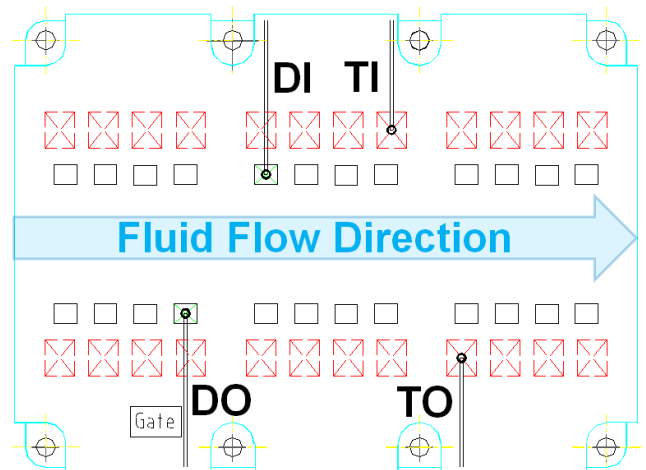 DI TI
Fluid Flow Direction
DO TO
Gate